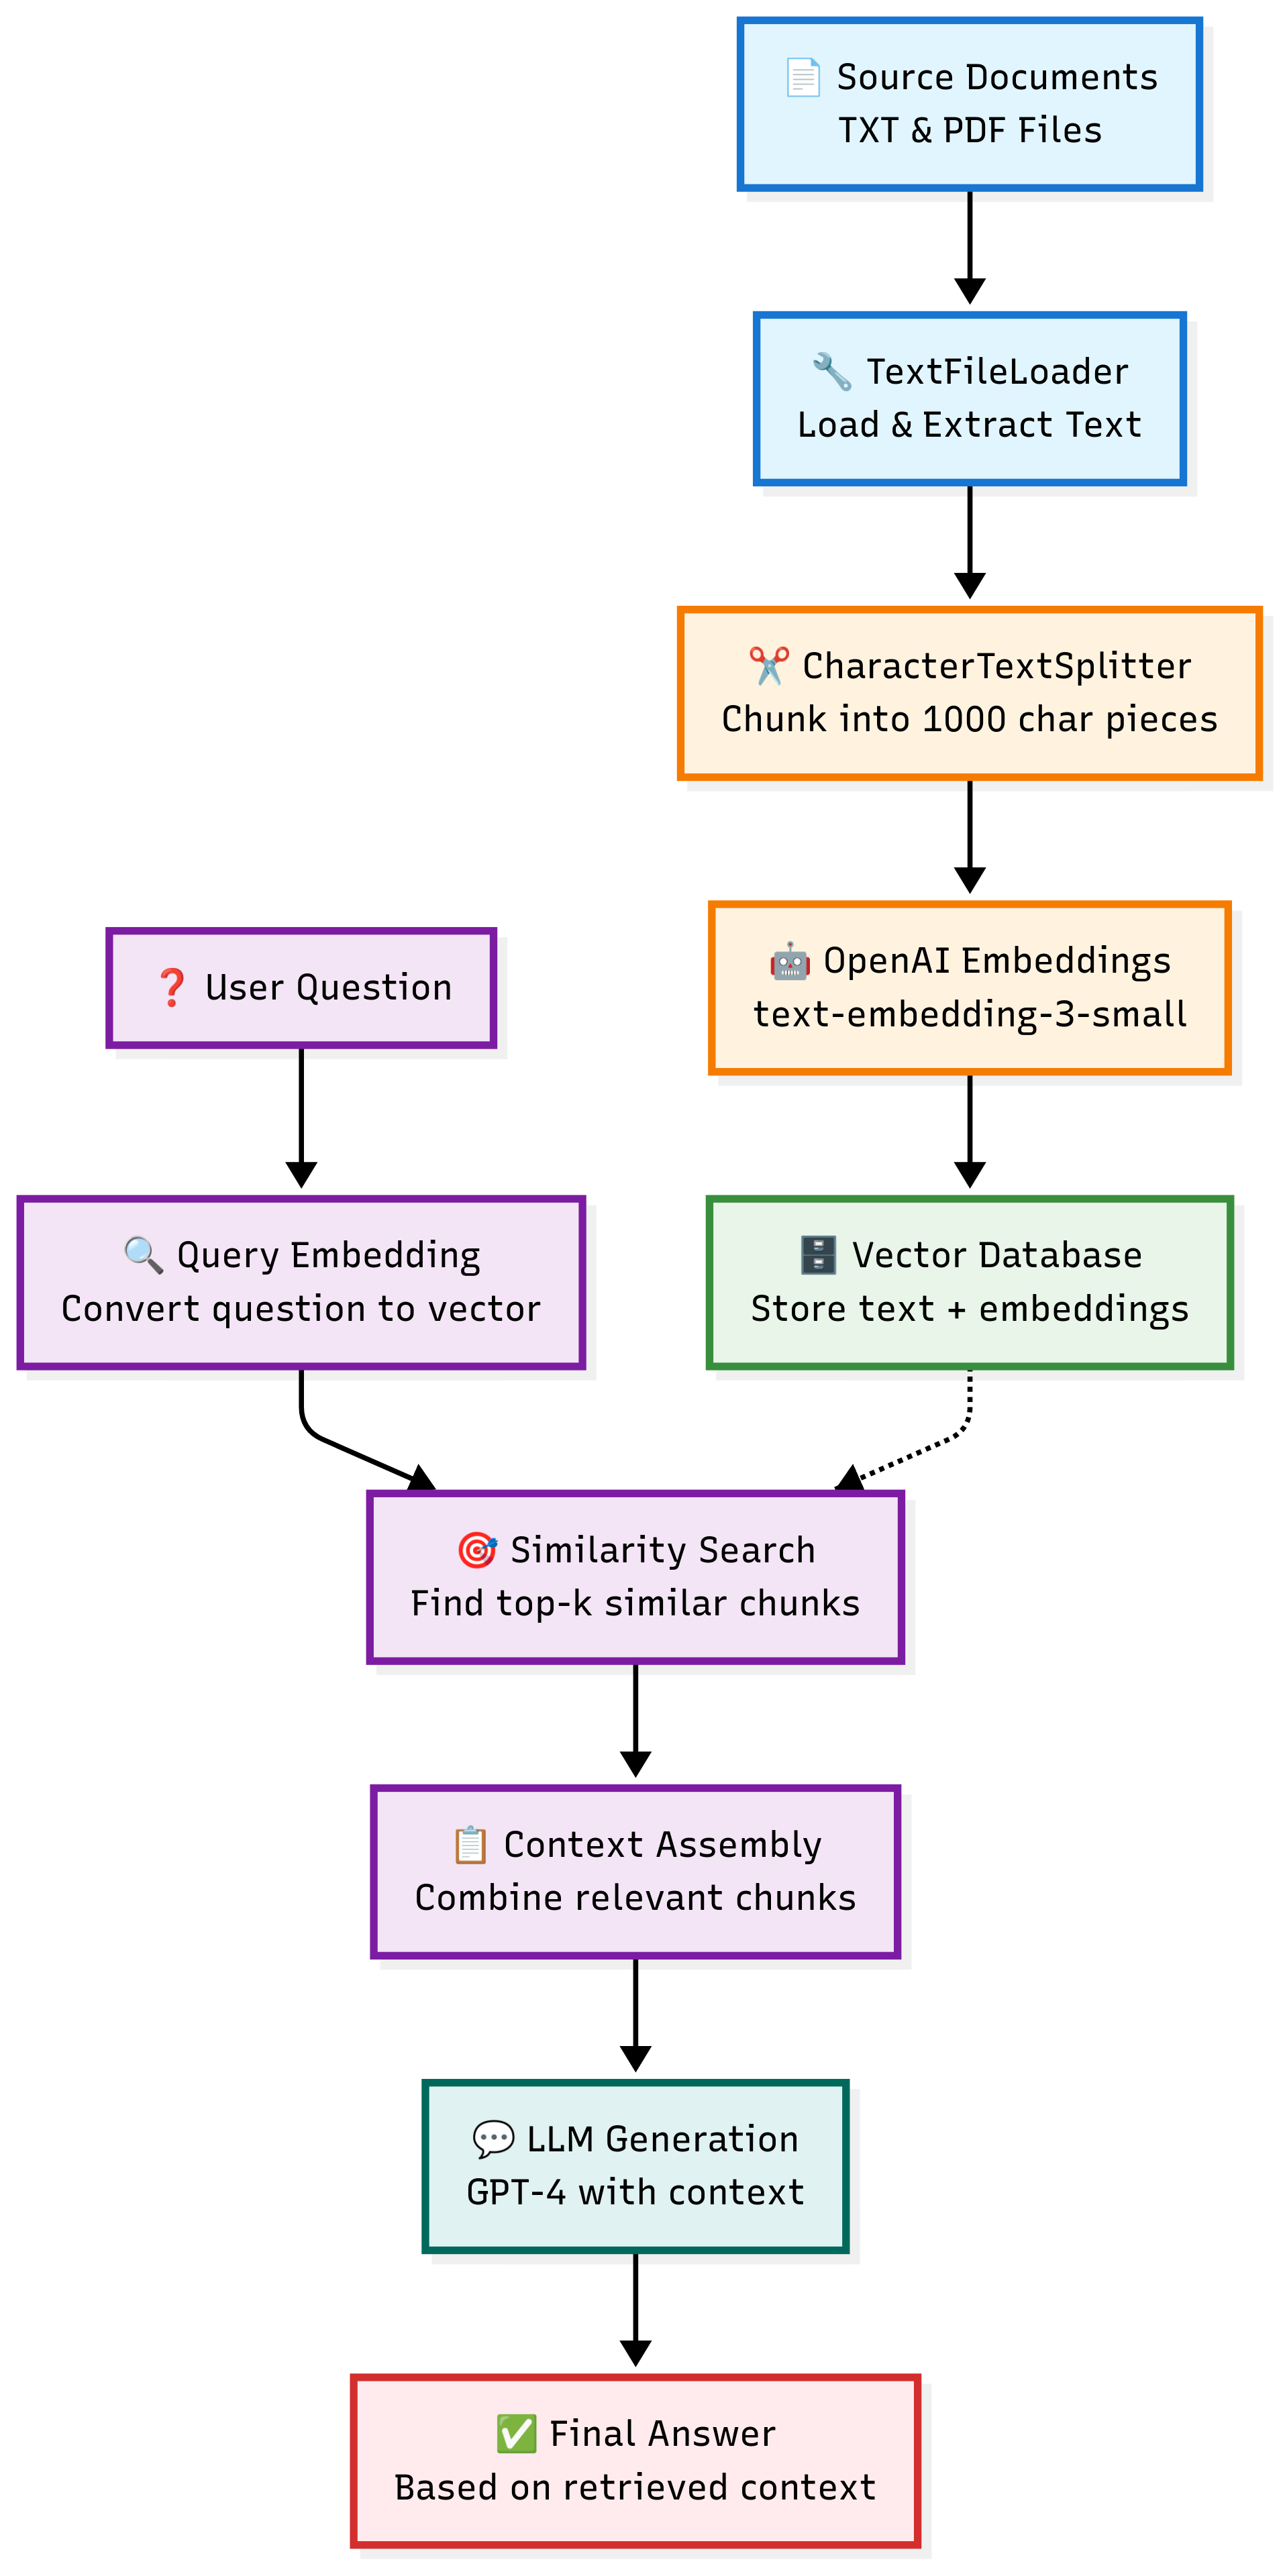 Source Documents
TXT & PDF Files
TextFileLoader
Load & Extract Text
CharacterTextSplitter
Chunk into 1000 char pieces
OpenAI Embeddings
text-embedding-3-small
User Question
Query Embedding
Convert question to vector
Vector Database
Store text + embeddings
Similarity Search
Find top-k similar chunks
Context Assembly
Combine relevant chunks
LLM Generation
GPT-4 with context
Final Answer
Based on retrieved context